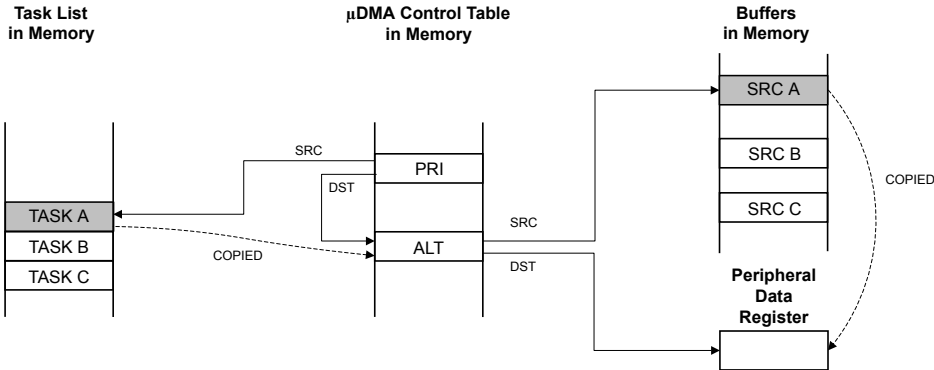 Task List
in Memory
μDMA Control Table
in Memory
Buffers
in Memory
SRC A
SRC
PRI
SRC B
DST
COPIED
SRC C
TASK A
SRC
TASK B
COPIED
ALT
DST
TASK C
Peripheral
Data
Register